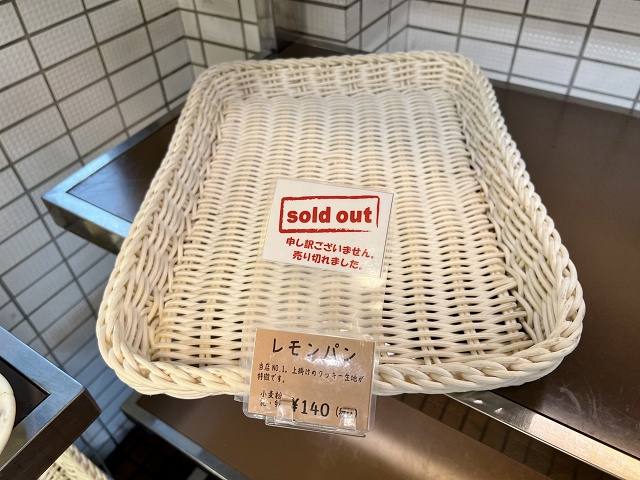 sold out
申し訳ございません。
売り切れました。
レモンパン
当店NO.1。上掛けのクッキー生地が
特徴です。
小麦粉
¥140